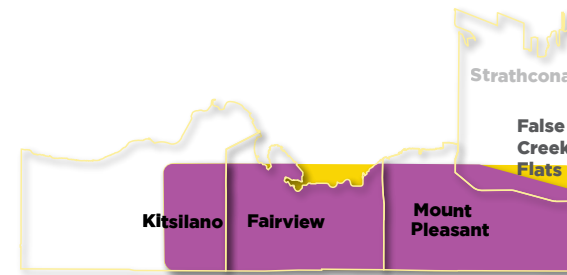 Strathcona
False
Creek
Flats
Kitsilano
Fairview
Mount
Pleasant